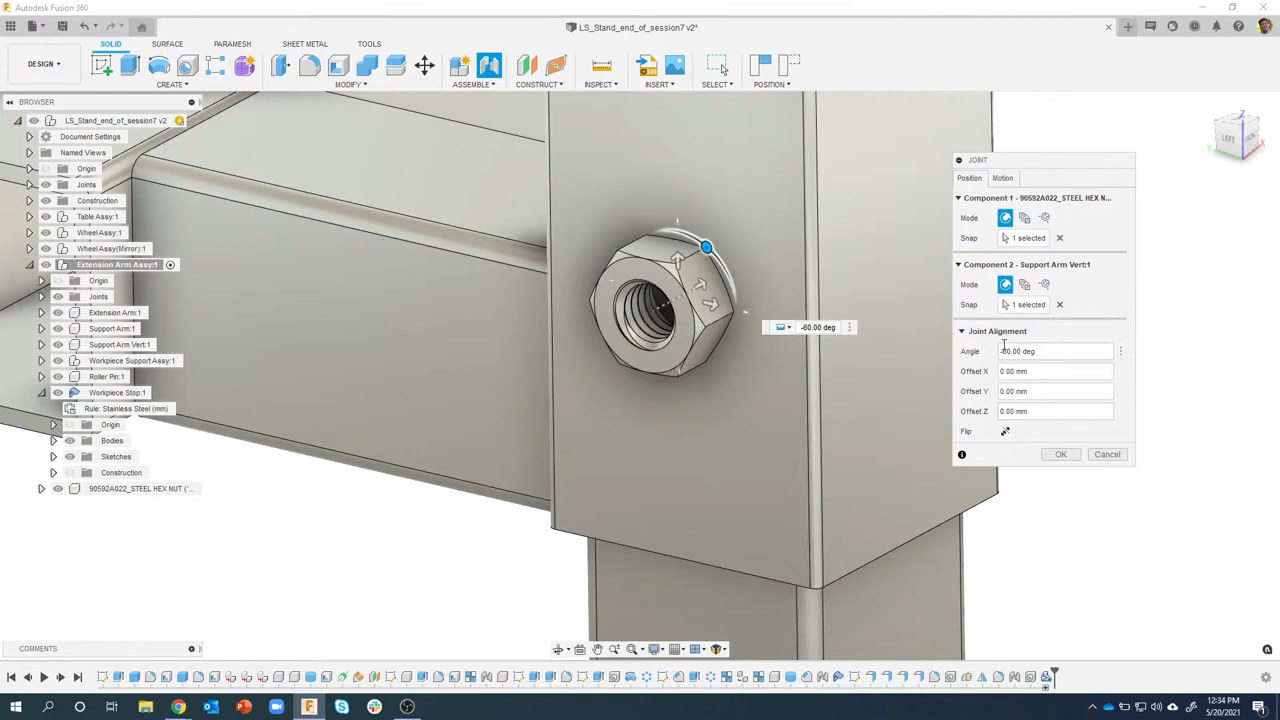 Autodesk Fusion 360
LS_Stand_end_of_session7 v2*
SOLID
SURFACE
PARAMESH
SHEET METAL
TOOLS
DESIGN
CREATE
MODIFY
ASSEMBLE
CONSTRUCT
INSPECT
INSERT
SELECT
POSITION
BROWSER
LS_Stand_end_of_session7 v2
Document Settings
Named Views
Origin
Joints
Construction
Table Assy:1
Wheel Assy:1
Wheel Assy(Mirror):1
Extension Arm Assy:1
Origin
Joints
Extension Arm:1
Support Arm:1
Support Arm Vert:1
Workpiece Support Assy:1
Roller Pin:1
Workpiece Stop:1
Rule: Stainless Steel (mm)
Origin
Bodies
Sketches
Construction
90592A022_STEEL HEX NUT (-...
LEFT
FRONT
Z
X
Y
-60.00 deg
JOINT
Position
Motion
Component 1 - 90592A022_STEEL HEX N...
Mode
Snap
1 selected
Component 2 - Support Arm Vert:1
Mode
Snap
1 selected
Joint Alignment
Angle
-60.00 deg
Offset X
0.00 mm
Offset Y
0.00 mm
Offset Z
0.00 mm
Flip
OK
Cancel
COMMENTS
12:34 PM
5/20/2021